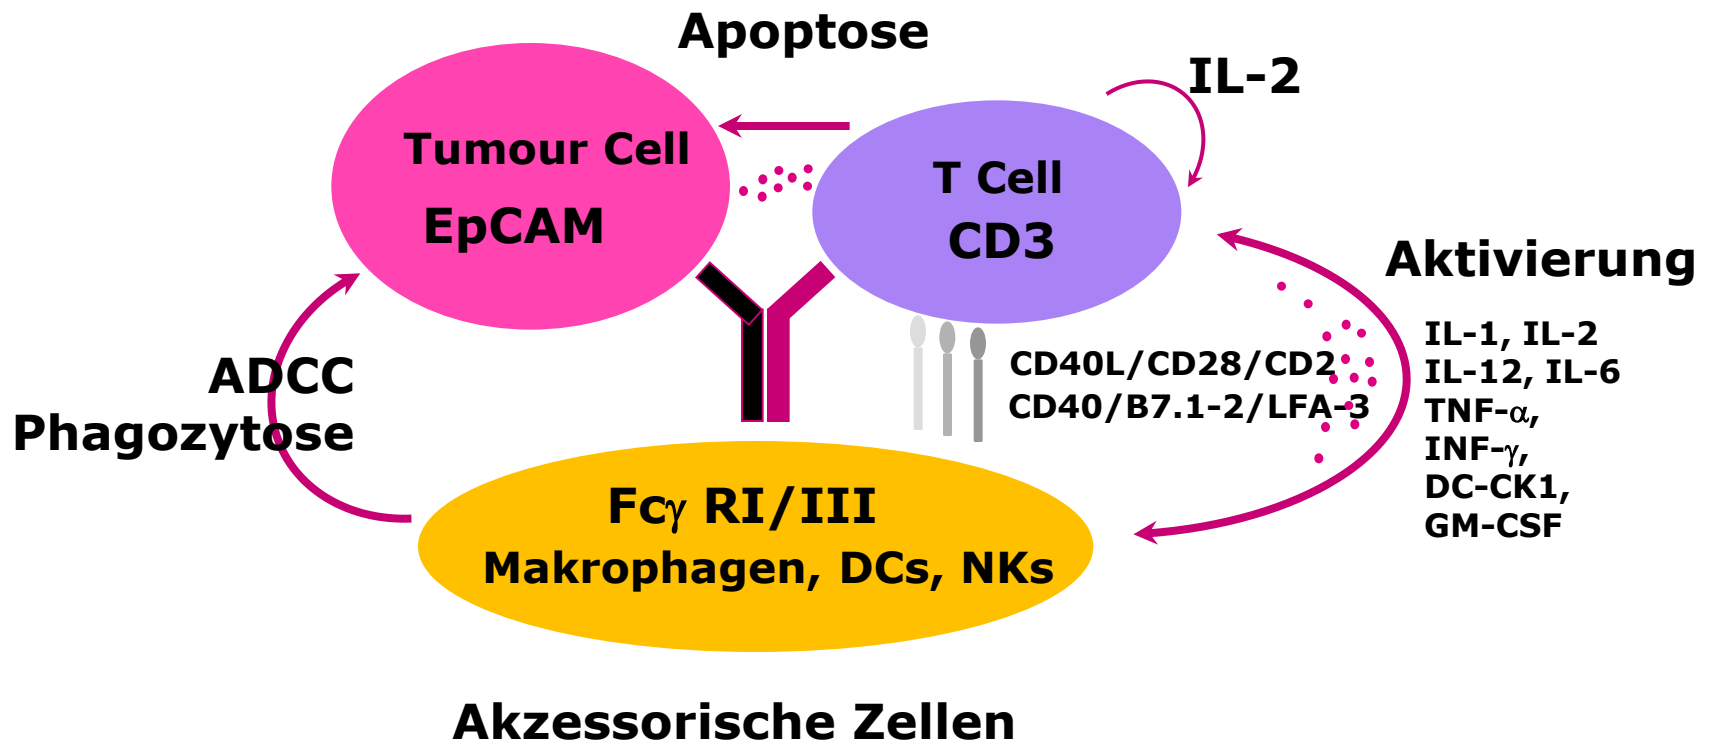 Apoptose
IL-2
Tumour Cell
EpCAM
T Cell
CD3
Aktivierung
IL-1, IL-2
IL-12, IL-6
TNF-α,
INF-γ,
DC-CK1,
GM-CSF
CD40L/CD28/CD2
CD40/B7.1-2/LFA-3
ADCC
Phagozytose
Fcγ RI/III
Makrophagen, DCs, NKs
Akzessorische Zellen